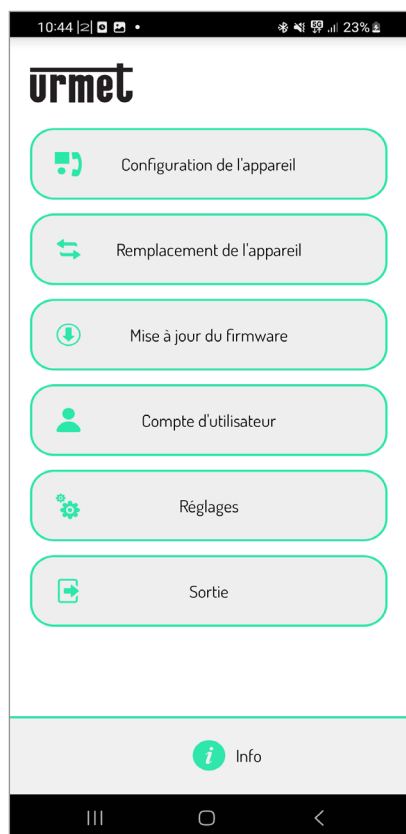 10:44
23%
urmet
Configuration de l'appareil
Remplacement de l'appareil
Mise à jour du firmware
Compte d'utilisateur
Réglages
Sortie
i Info